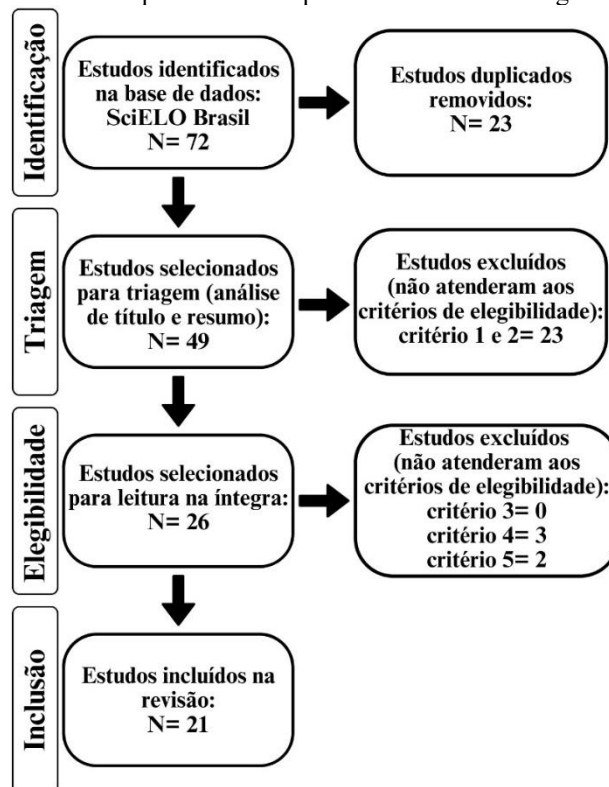 Identificação
Estudos identificados
na base de dados:
SciELO Brasil
N= 72
Estudos duplicados
removidos:
N= 23
Triagem
Estudos selecionados
para triagem (análise
de título e resumo):
N= 49
Estudos excluídos
(não atenderam aos
critérios de elegibilidade):
critério 1 e 2= 23
Elegibilidade
Estudos selecionados
para leitura na íntegra:
N= 26
Estudos excluídos
(não atenderam aos
critérios de elegibilidade):
critério 3= 0
critério 4= 3
critério 5= 2
Inclusão
Estudos incluídos na
revisão:
N= 21